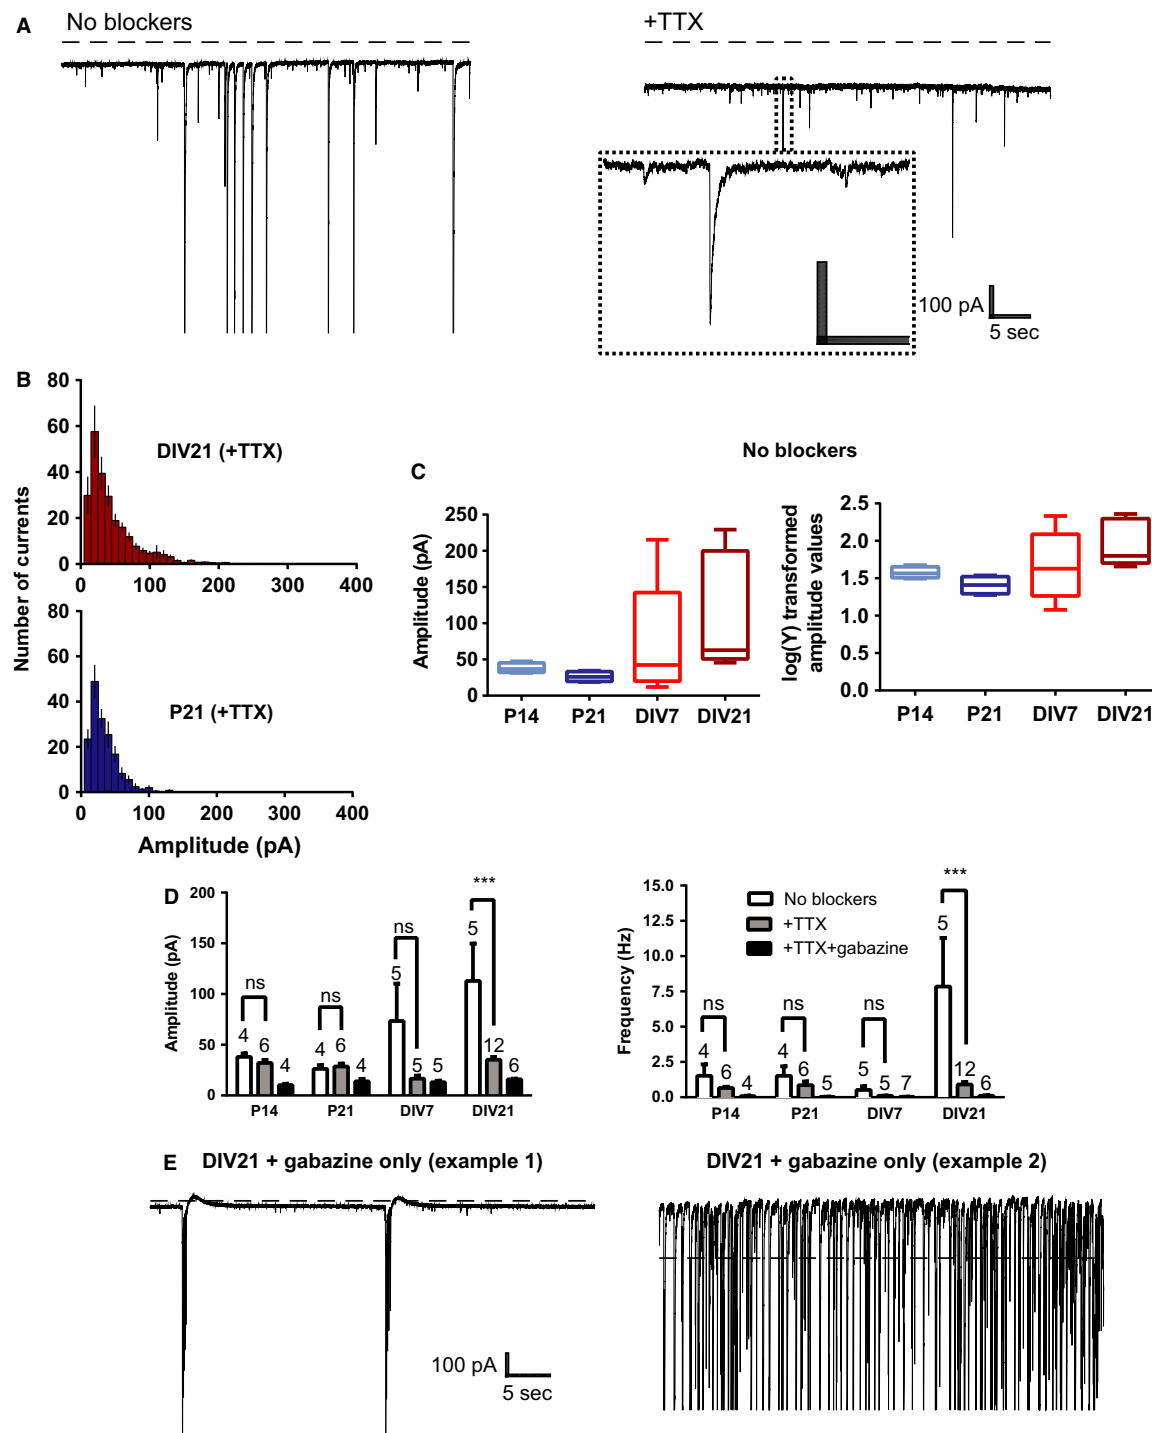 A
No blockers
+TTX
100 pA
5 sec
B
80
60
40
20
0
DIV21 (+TTX)
0 100 200 300 400
80
60
40
20
0
P21 (+TTX)
0 100 200 300 400
Number of currents
Amplitude (pA)
C
No blockers
250
200
150
100
50
0
Amplitude (pA)
P14 P21 DIV7 DIV21
2.5
2.0
1.5
1.0
0.5
0.0
log(Y) transformed
amplitude values
P14 P21 DIV7 DIV21
D
200
150
100
50
0
Amplitude (pA)
ns ns ns ***
4 6 4 4 6 4 5 5 5 5 12 6
P14 P21 DIV7 DIV21
15.0
12.5
10.0
7.5
5.0
2.5
0.0
Frequency (Hz)
No blockers
+TTX
+TTX+gabazine
ns ns ns ***
4 6 4 4 6 5 5 5 7 5 12 6
P14 P21 DIV7 DIV21
E
DIV21 + gabazine only (example 1)
DIV21 + gabazine only (example 2)
100 pA
5 sec